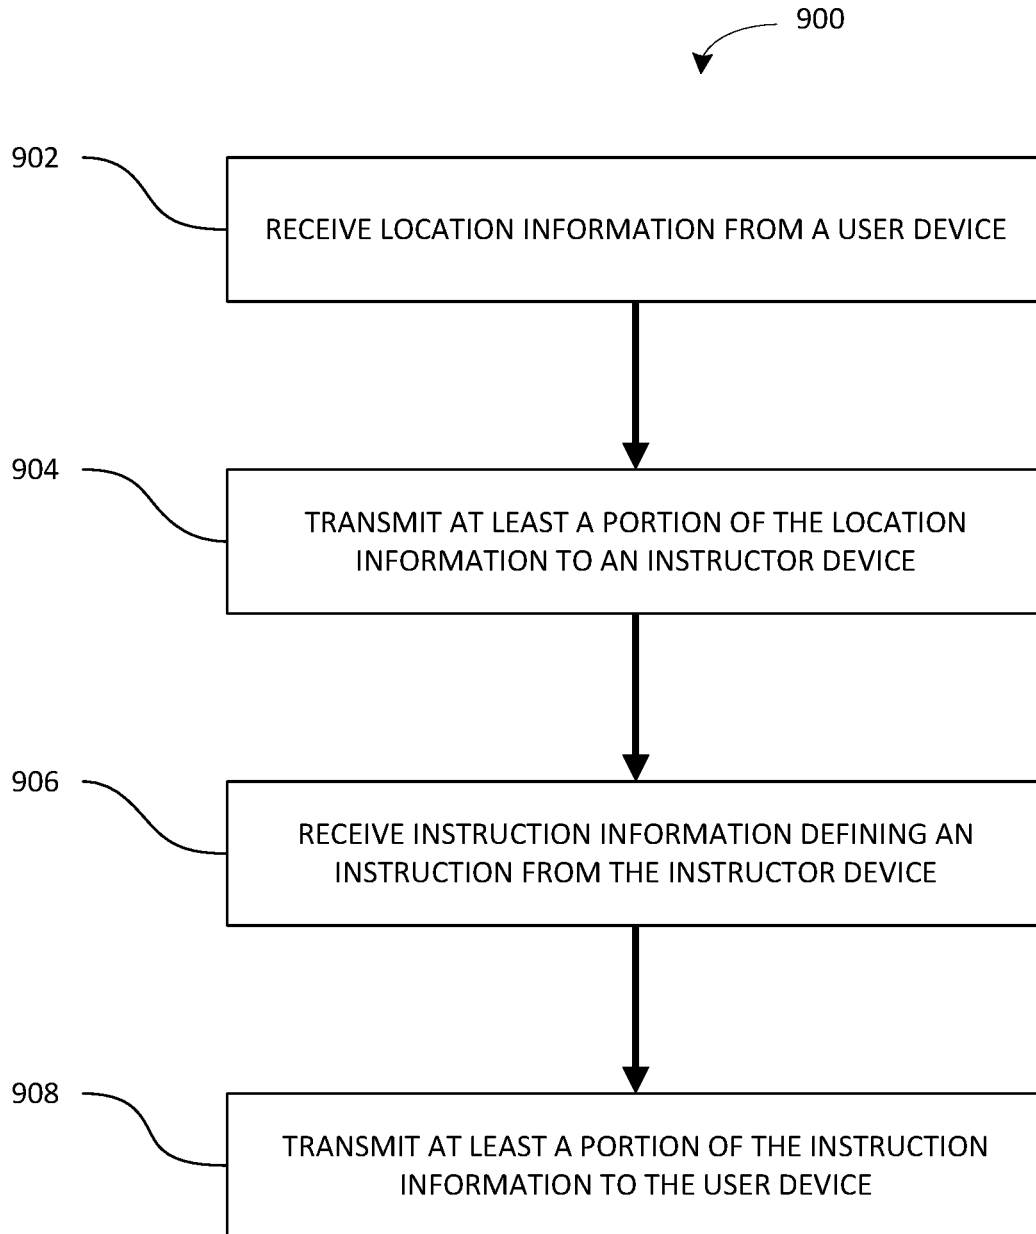 900
902
RECEIVE LOCATION INFORMATION FROM A USER DEVICE
904
TRANSMIT AT LEAST A PORTION OF THE LOCATION
INFORMATION TO AN INSTRUCTOR DEVICE
906
RECEIVE INSTRUCTION INFORMATION DEFINING AN
INSTRUCTION FROM THE INSTRUCTOR DEVICE
908
TRANSMIT AT LEAST A PORTION OF THE INSTRUCTION
INFORMATION TO THE USER DEVICE